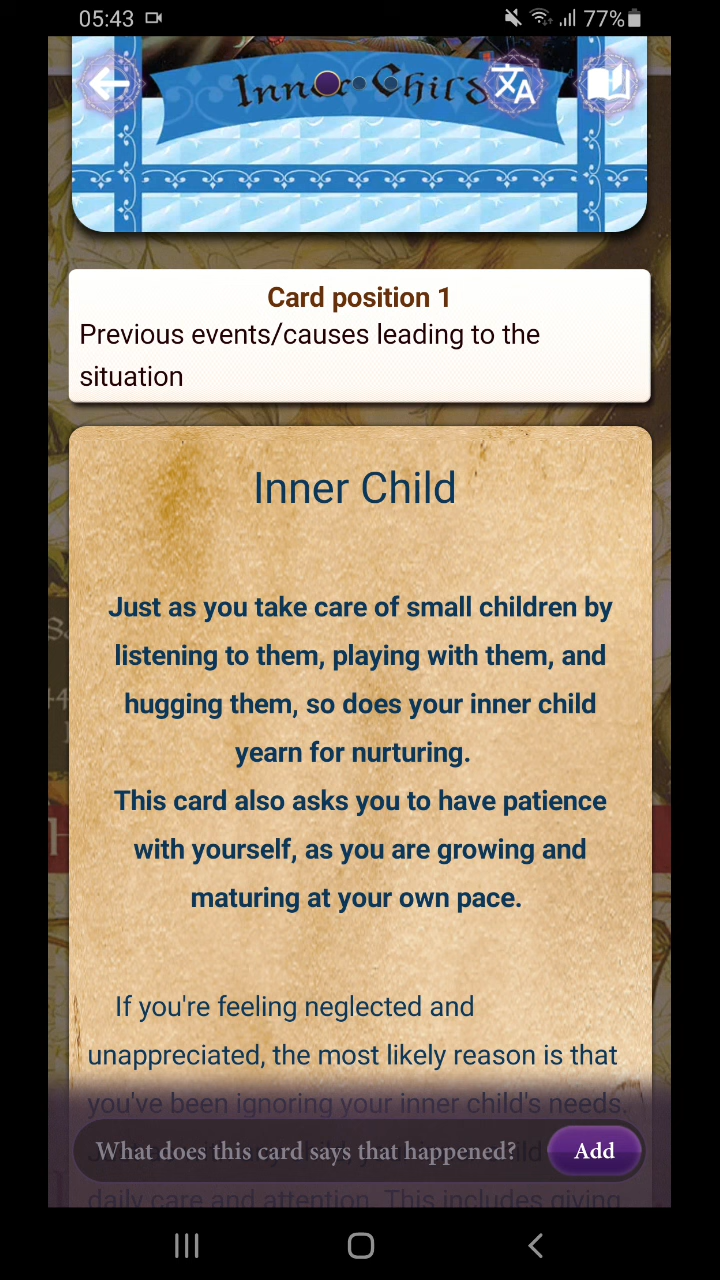 05:43
77%
Inner Child
Card position 1
Previous events/causes leading to the
situation
Inner Child
Just as you take care of small children by
listening to them, playing with them, and
hugging them, so does your inner child
yearn for nurturing.
This card also asks you to have patience
with yourself, as you are growing and
maturing at your own pace.
If you're feeling neglected and
unappreciated, the most likely reason is that
you've been ignoring your inner child's needs.
What does this card says that happened?
Add
daily care and attention. This includes giving